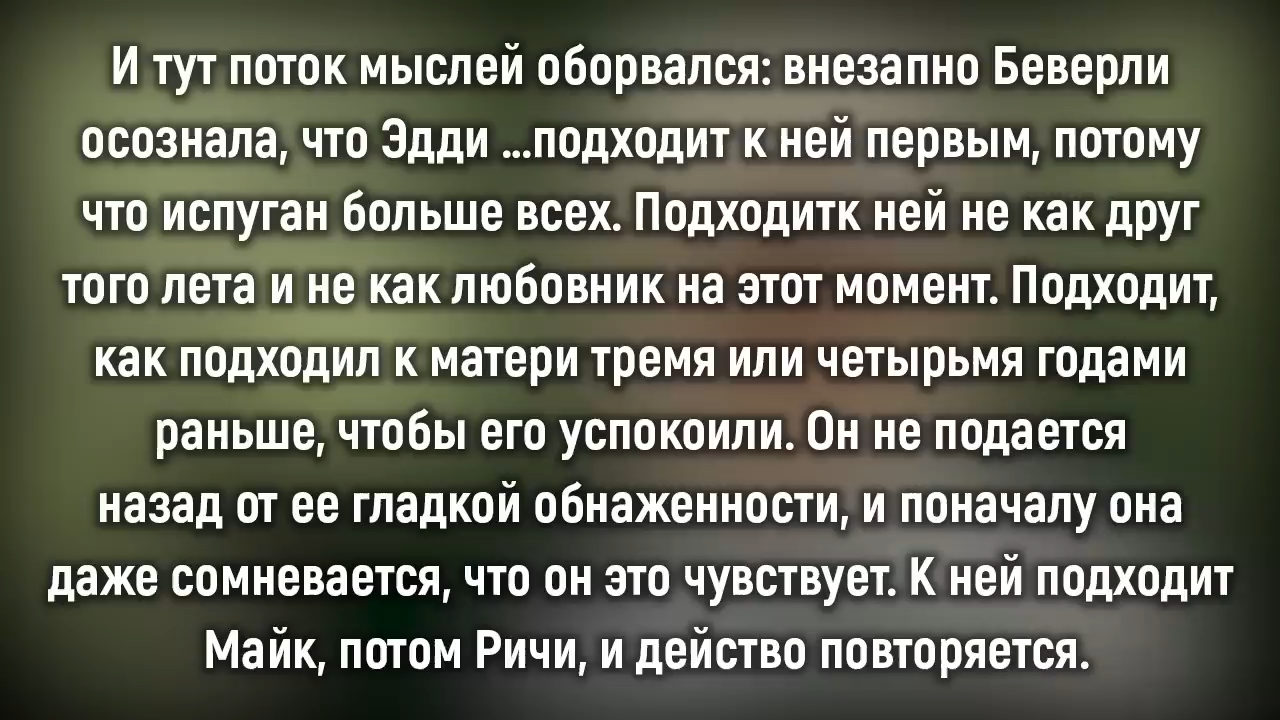 И тут поток мыслей оборвался: внезапно Беверли
осознала, что Эдди ...подходит к ней первым, потому
что испуган больше всех. Подходитк ней не как друг
того лета и не как любовник на этот момент. Подходит,
как подходил к матери тремя или четырьмя годами
раньше, чтобы его успокоили. Он не подается
назад от ее гладкой обнаженности, и поначалу она
даже сомневается, что он это чувствует. К ней подходит
Майк, потом Ричи, и действо повторяется.